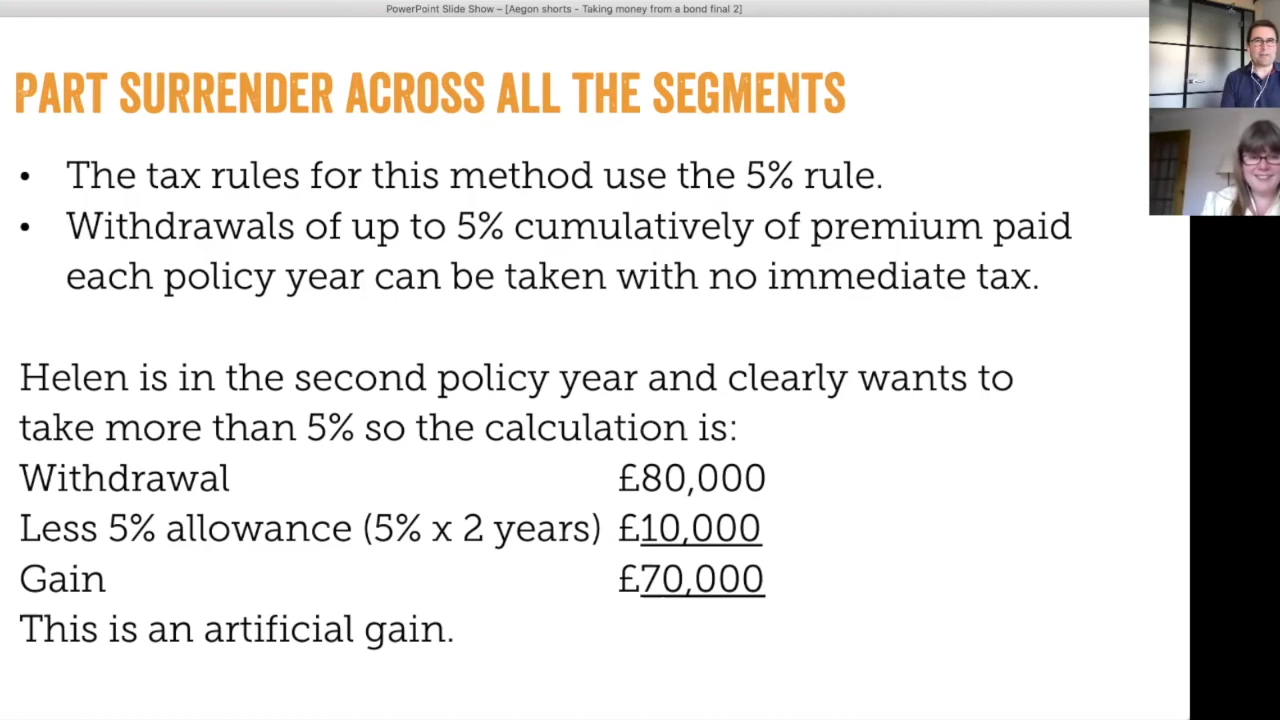 PowerPoint Slide Show – [Aegon shorts - Taking money from a bond final 2]
PART SURRENDER ACROSS ALL THE SEGMENTS
• The tax rules for this method use the 5% rule.
• Withdrawals of up to 5% cumulatively of premium paid
each policy year can be taken with no immediate tax.
Helen is in the second policy year and clearly wants to
take more than 5% so the calculation is:
Withdrawal £80,000
Less 5% allowance (5% x 2 years) £10,000
Gain £70,000
This is an artificial gain.